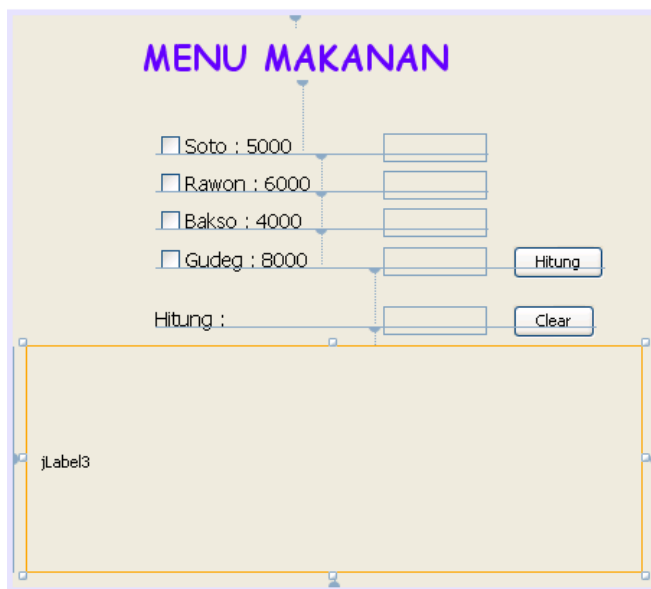 MENU MAKANAN
Soto : 5000
Rawon : 6000
Bakso : 4000
Gudeg : 8000 Hitung
Hitung : Clear
jLabel3